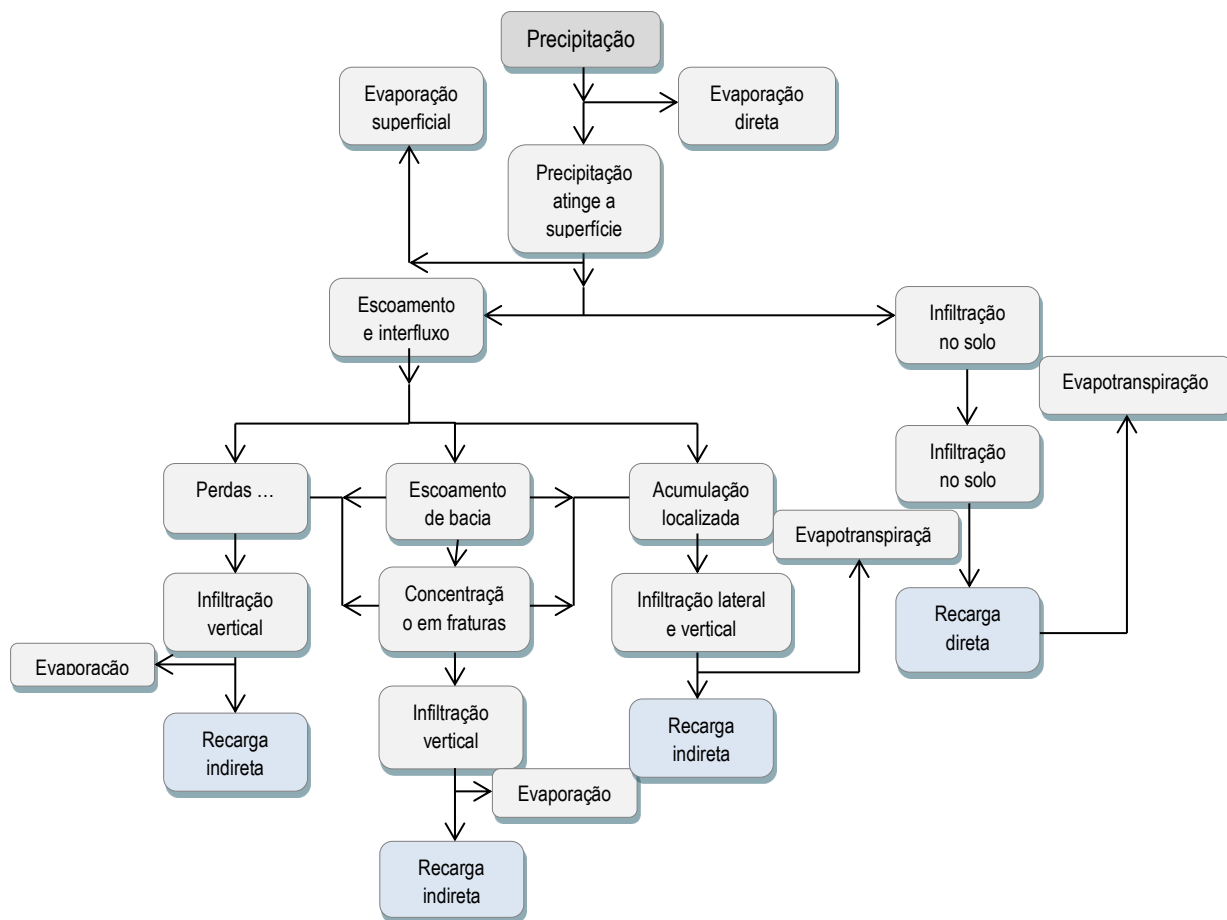 Precipitação
Evaporação
superficial
Evaporação
direta
Precipitação
atinge a
superfície
Escoamento
e interfluxo
Infiltração
no solo
Evapotranspiração
Perdas ...
Escoamento
de bacia
Acumulação
localizada
Infiltração
no solo
Evapotranspiraçã
Infiltração
vertical
Concentraçã
o em fraturas
Infiltração lateral
e vertical
Recarga
direta
Evaporação
Recarga
indireta
Infiltração
vertical
Recarga
indireta
Evaporação
Recarga
indireta